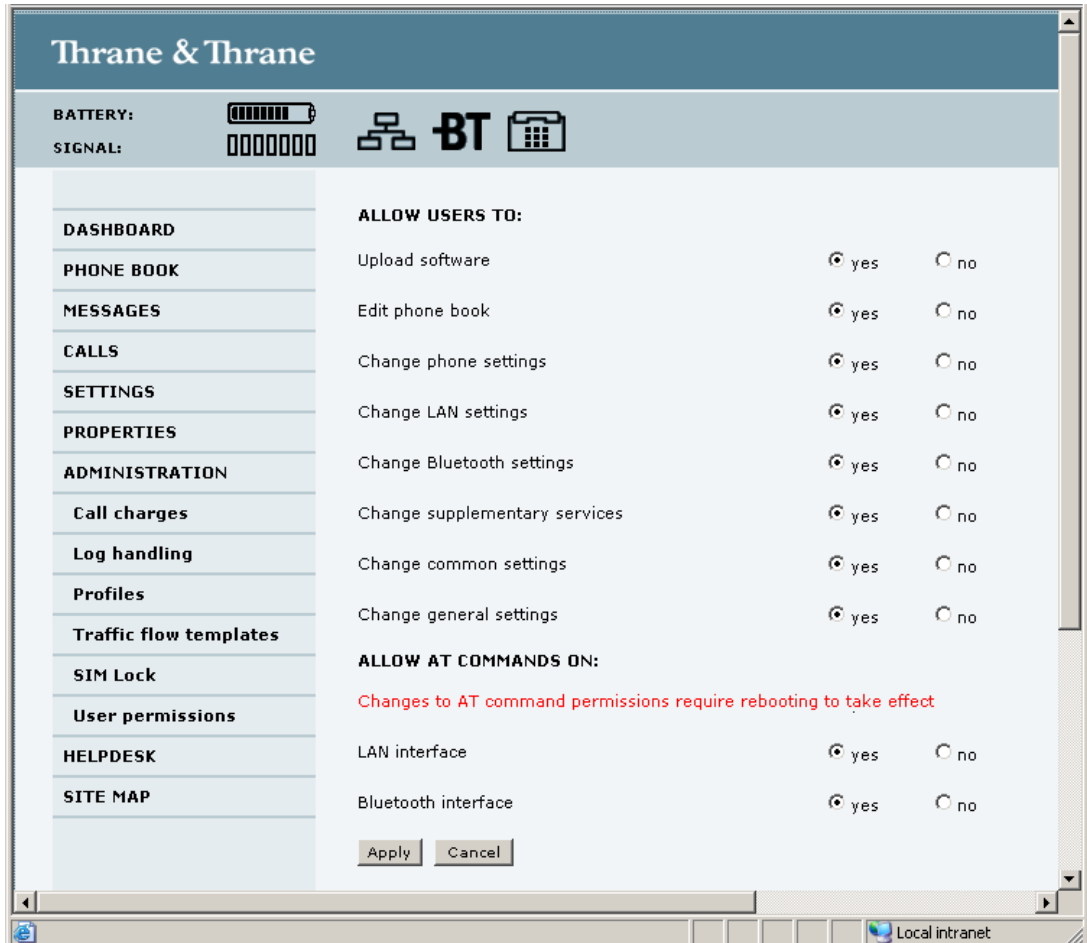 Thrane & Thrane
BATTERY:
SIGNAL:
BT
DASHBOARD
PHONE BOOK
MESSAGES
CALLS
SETTINGS
PROPERTIES
ADMINISTRATION
Call charges
Log handling
Profiles
Traffic flow templates
SIM Lock
User permissions
HELPDESK
SITE MAP
ALLOW USERS TO:
Upload software yes no
Edit phone book yes no
Change phone settings yes no
Change LAN settings yes no
Change Bluetooth settings yes no
Change supplementary services yes no
Change common settings yes no
Change general settings yes no
ALLOW AT COMMANDS ON:
Changes to AT command permissions require rebooting to take effect
LAN interface yes no
Bluetooth interface yes no
Apply Cancel
Local intranet